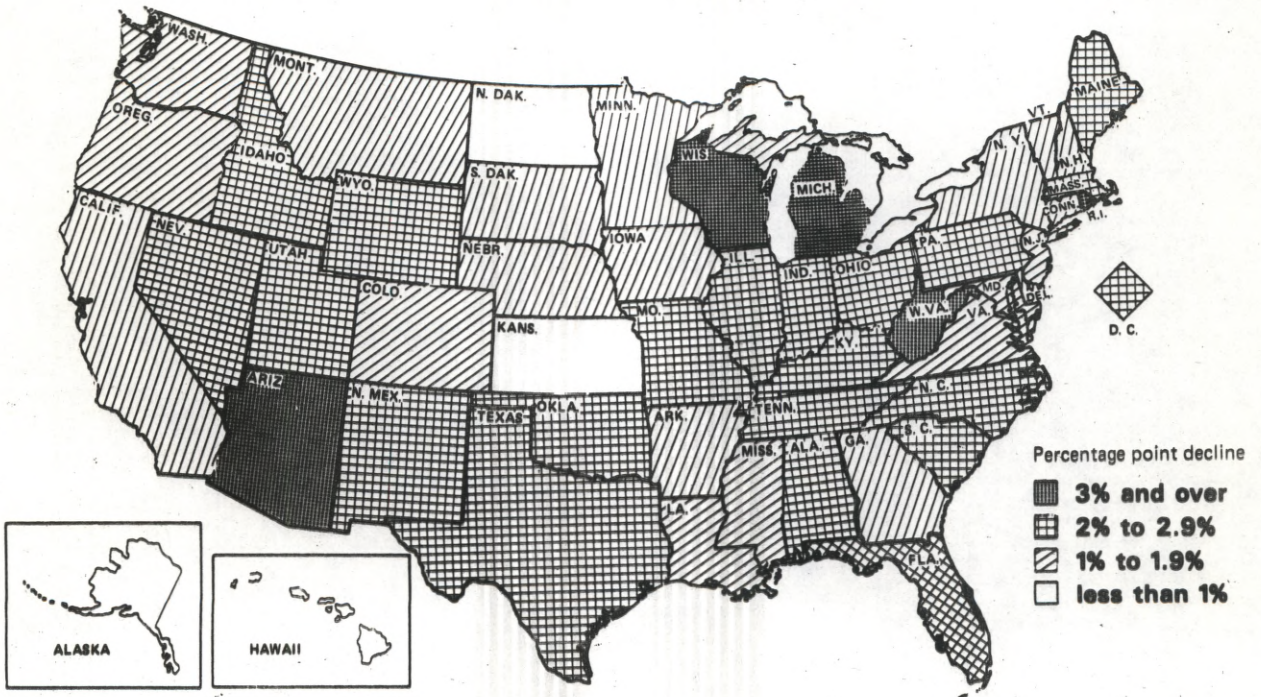 WASH.
MONT.
N. DAK.
MINN.
OREG.
IDAHO
WYO.
S. DAK.
WIS
MICH.
VT.
MAINE
N. Y.
N.H.
MASS.
CONN.
R.I.
CALIF.
NEV.
UTAH
COLO.
NEBR.
IOWA
ILL.
IND.
OHIO
PA.
N.J.
MD.
DEL.
D. C.
KANS.
MO.
KY.
W.VA.
VA.
ARIZ
N. MEX.
TEXAS
OKLA.
ARK.
TENN.
N. C.
S. C.
MISS.
ALA.
GA.
LA.
FLA.
Percentage point decline
3% and over
2% to 2.9%
1% to 1.9%
less than 1%
ALASKA
HAWAII